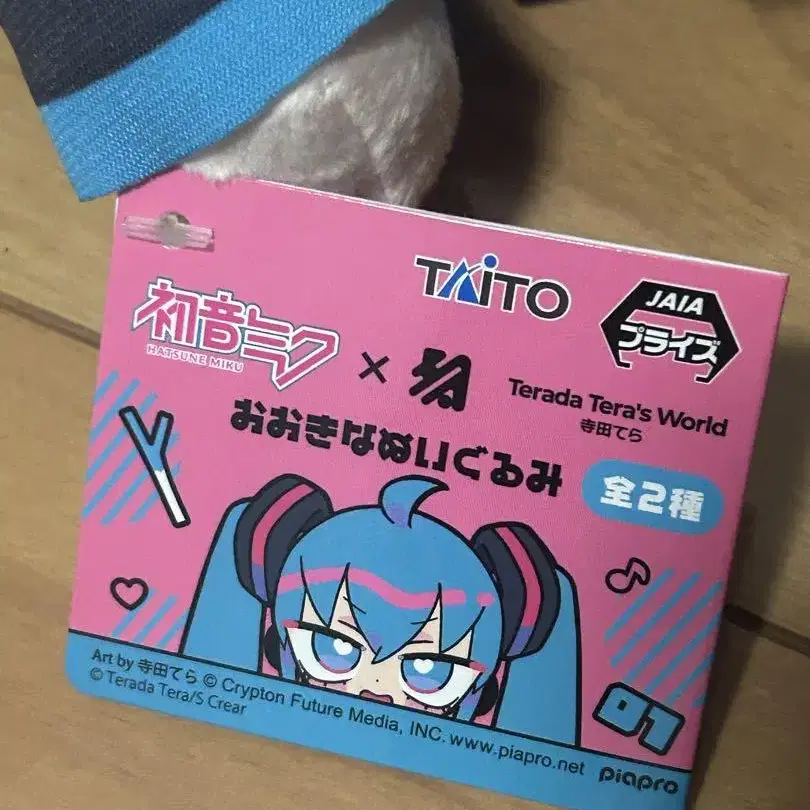 TAITO
JAIA
プライズ
初音ミク
HATSUNE MIKU
×
Terada Tera's World
寺田てら
おおきなぬいぐるみ
全2種
Art by 寺田てら © Crypton Future Media, INC. www.piapro.net piapro
© Terada Tera/S Crear
01